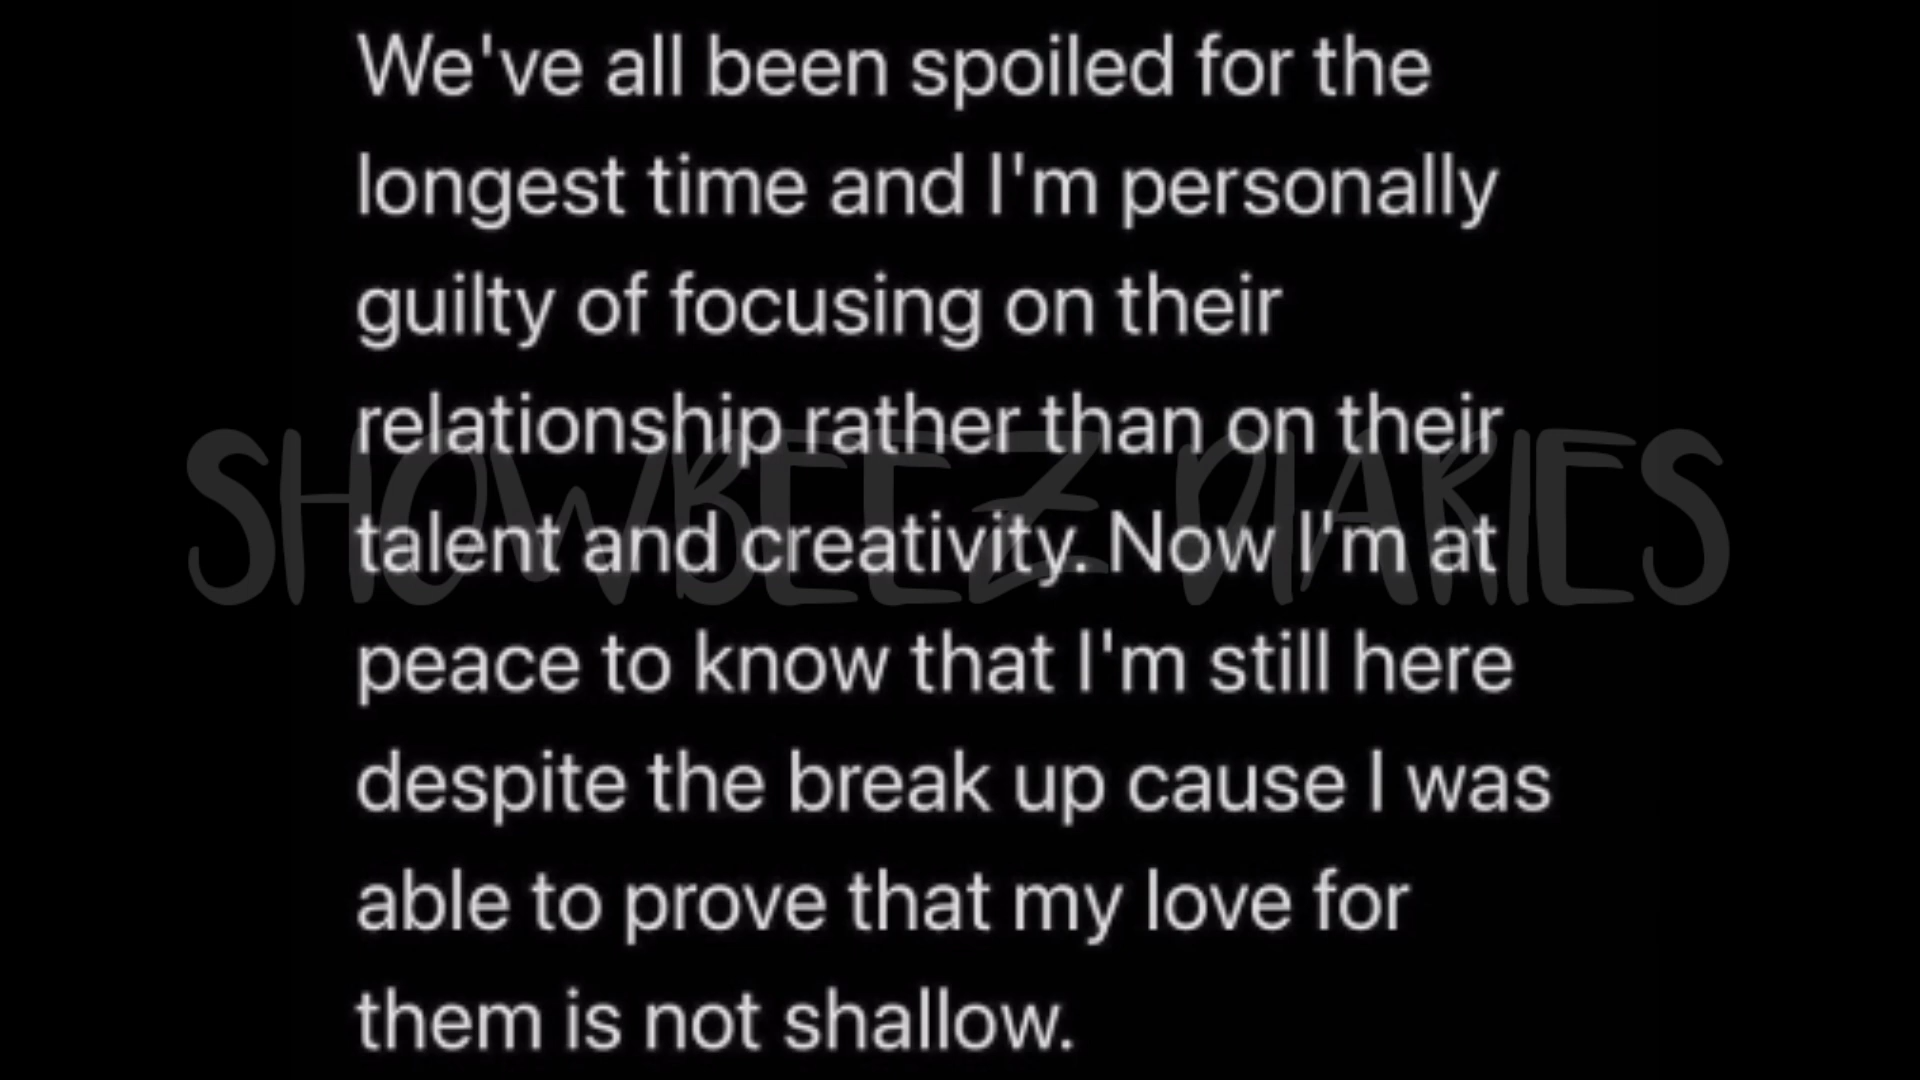 We've all been spoiled for the
longest time and I'm personally
guilty of focusing on their
relationship rather than on their
SHOWBEEZ DIARIES
talent and creativity. Now I'm at
peace to know that I'm still here
despite the break up cause I was
able to prove that my love for
them is not shallow.